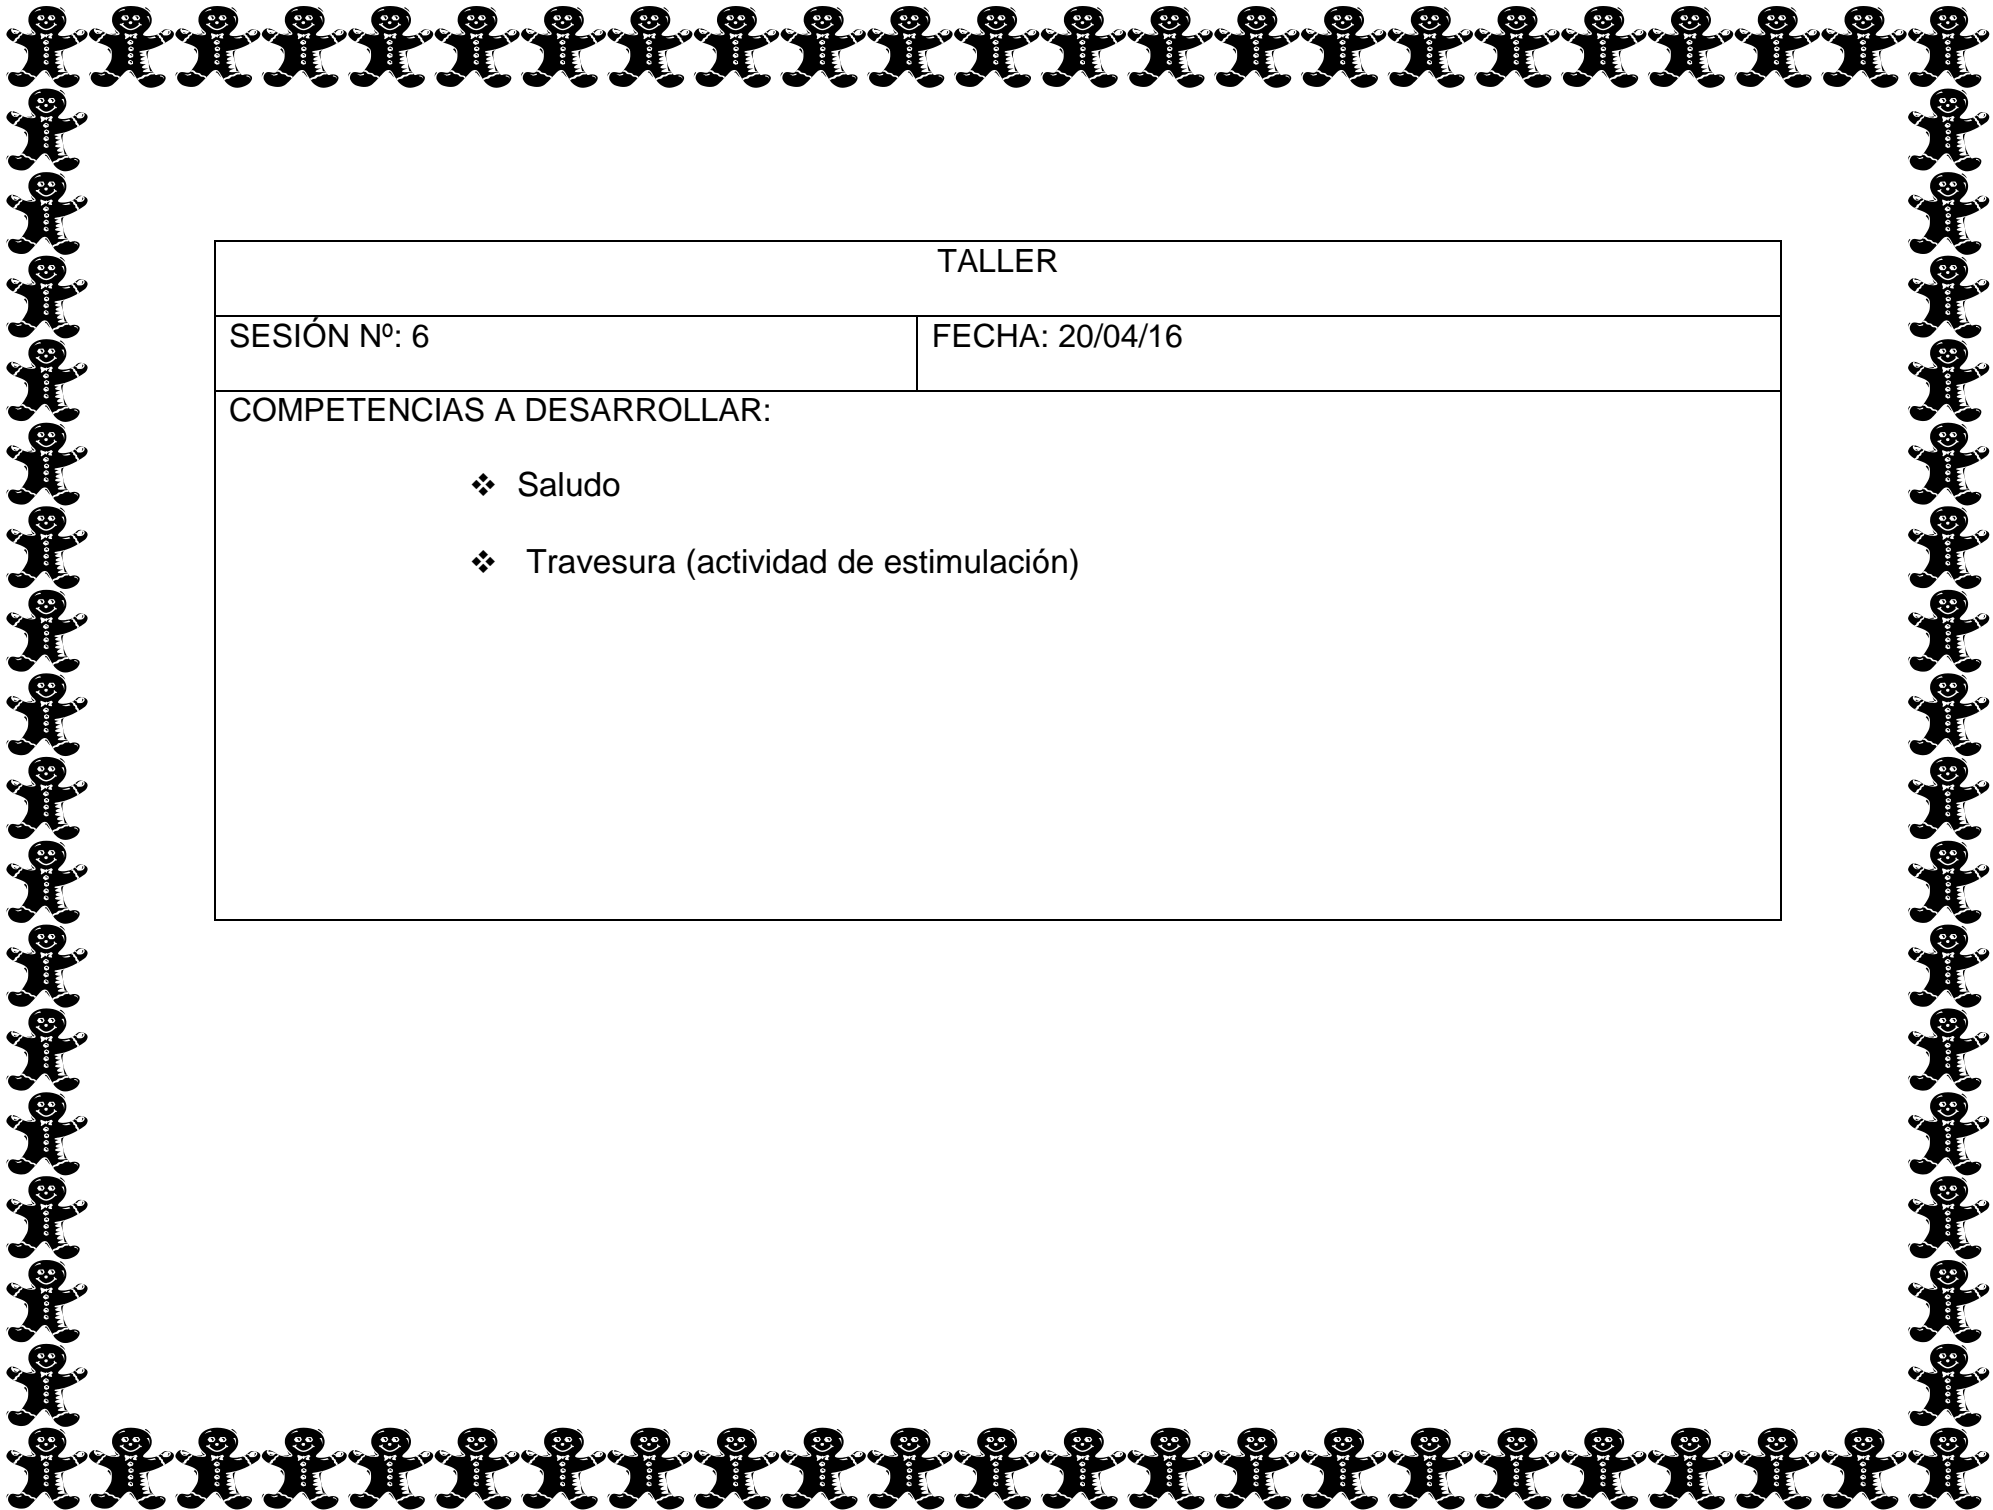 TALLER
SESIÓN Nº: 6
FECHA: 20/04/16
COMPETENCIAS A DESARROLLAR:
❖ Saludo
❖ Travesura (actividad de estimulación)